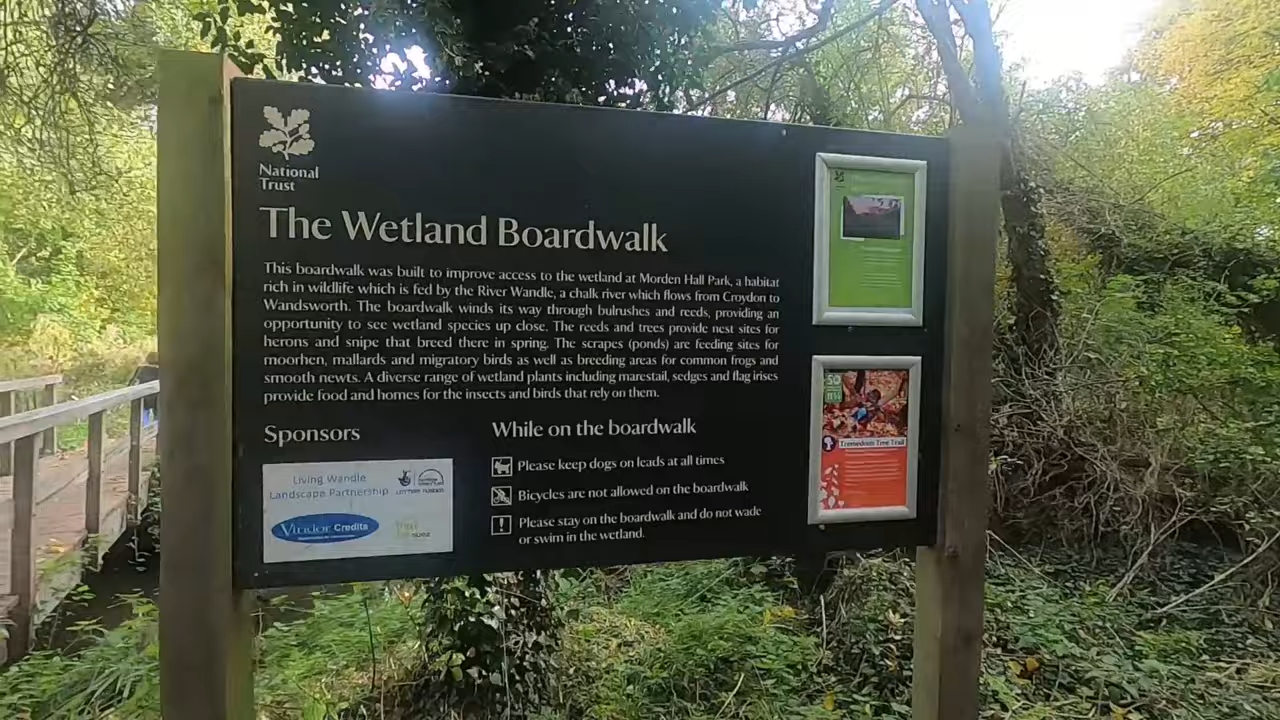 National
Trust
The Wetland Boardwalk
This boardwalk was built to improve access to the wetland at Morden Hall Park, a habitat
rich in wildlife which is fed by the River Wandle, a chalk river which flows from Croydon to
Wandsworth. The boardwalk winds its way through bulrushes and reeds, providing an
opportunity to see wetland species up close. The reeds and trees provide nest sites for
herons and snipe that breed there in spring. The scrapes (ponds) are feeding sites for
moorhen, mallards and migratory birds as well as breeding areas for common frogs and
smooth newts. A diverse range of wetland plants including marestail, sedges and flag irises
provide food and homes for the insects and birds that rely on them.
Sponsors
Living Wandle
Landscape Partnership
Viridor Credits
While on the boardwalk
Please keep dogs on leads at all times
Bicycles are not allowed on the boardwalk
Please stay on the boardwalk and do not wade
or swim in the wetland.
50
Tree Trail